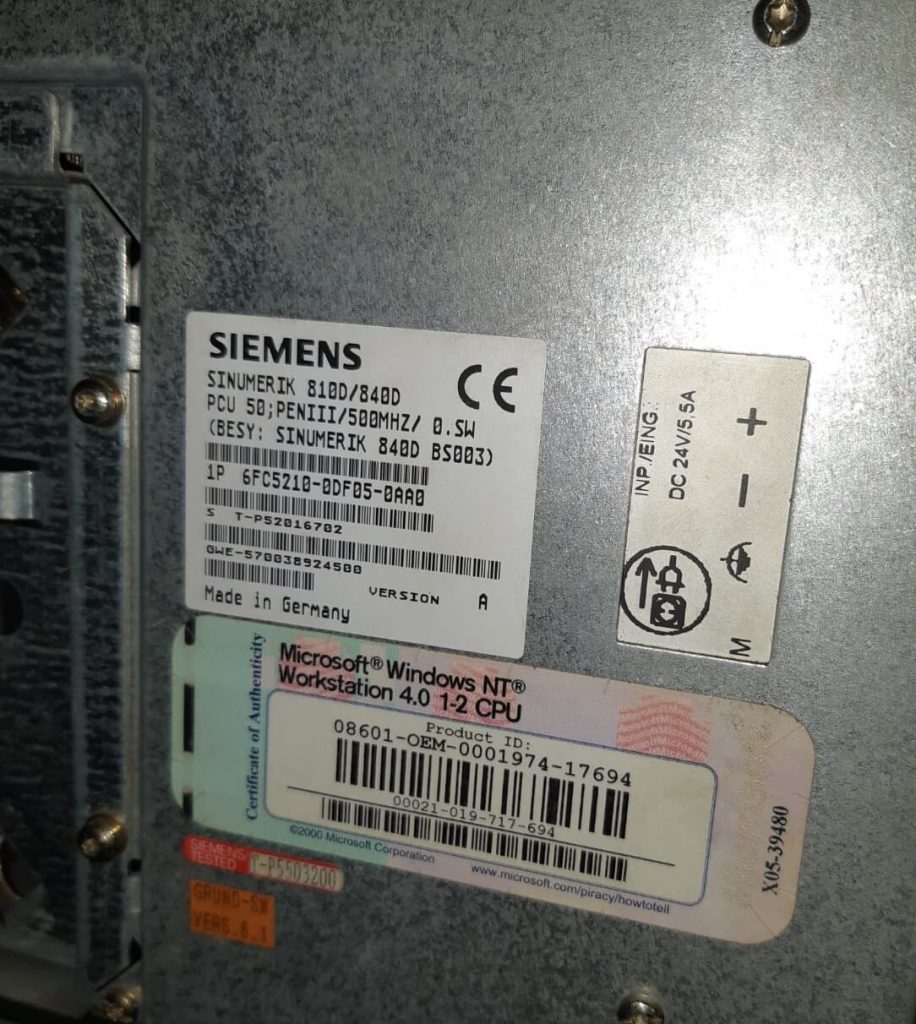 SIEMENS
CE
SINUMERIK 810D/840D
PCU 50;PENIII/500MHZ/ 0.SW
(BESY: SINUMERIK 840D BS003)
1P 6FC5210-0DF05-0AA0
S T-P52016702
GWE-570038924500
VERSION A
Made in Germany
INP./EING.:
DC 24V/5,5A
M - +
Certificate of Authenticity
Microsoft® Windows NT®
Workstation 4.0 1-2 CPU
Product ID:
08601-OEM-0001974-17694
00021-019-717-694
©2000 Microsoft Corporation
www.microsoft.com/piracy/howtotell
X05-39480
SIEMENS
TESTED T-P5503200
GRUND-SW
VERS.6.1